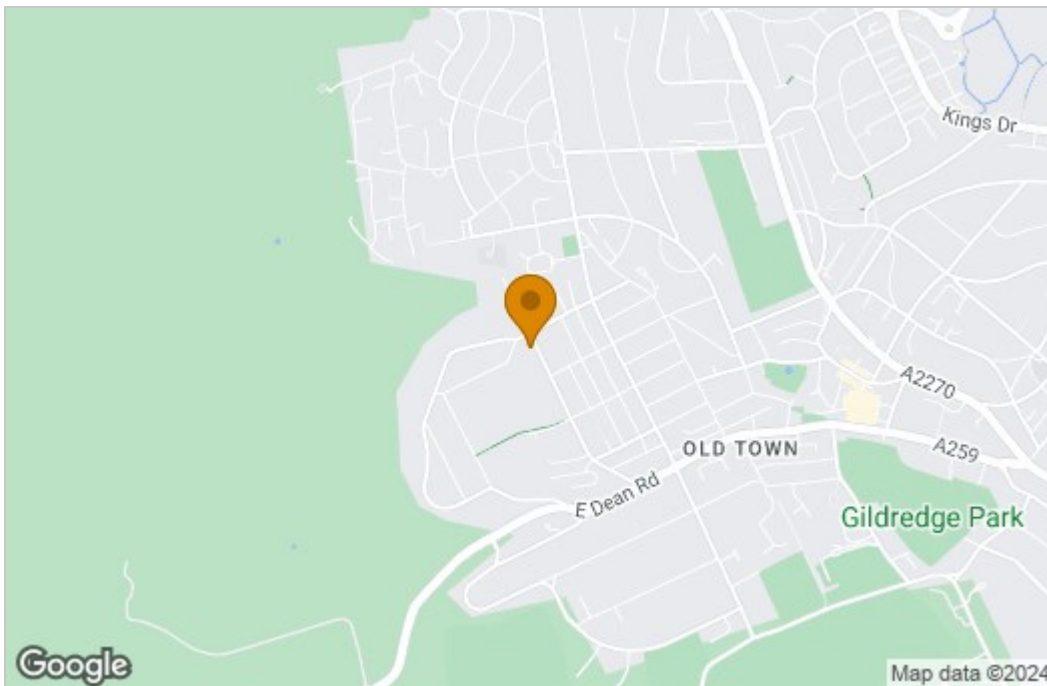 Kings Dr
A2270
OLD TOWN
A259
E Dean Rd
Gildredge Park
Google
Map data ©2024